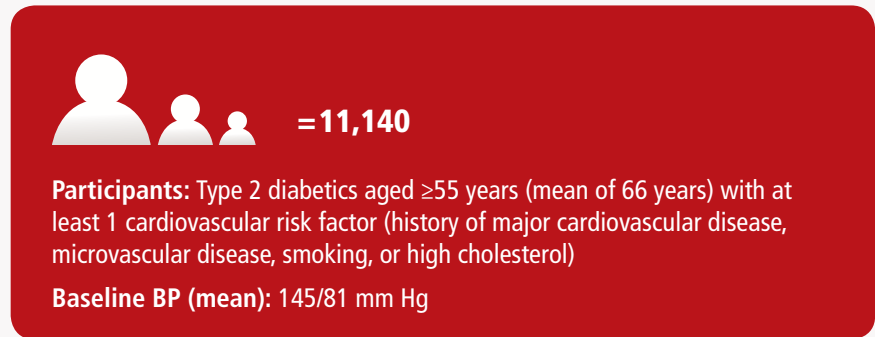 =11,140
Participants: Type 2 diabetics aged ≥55 years (mean of 66 years) with at
least 1 cardiovascular risk factor (history of major cardiovascular disease,
microvascular disease, smoking, or high cholesterol)
Baseline BP (mean): 145/81 mm Hg